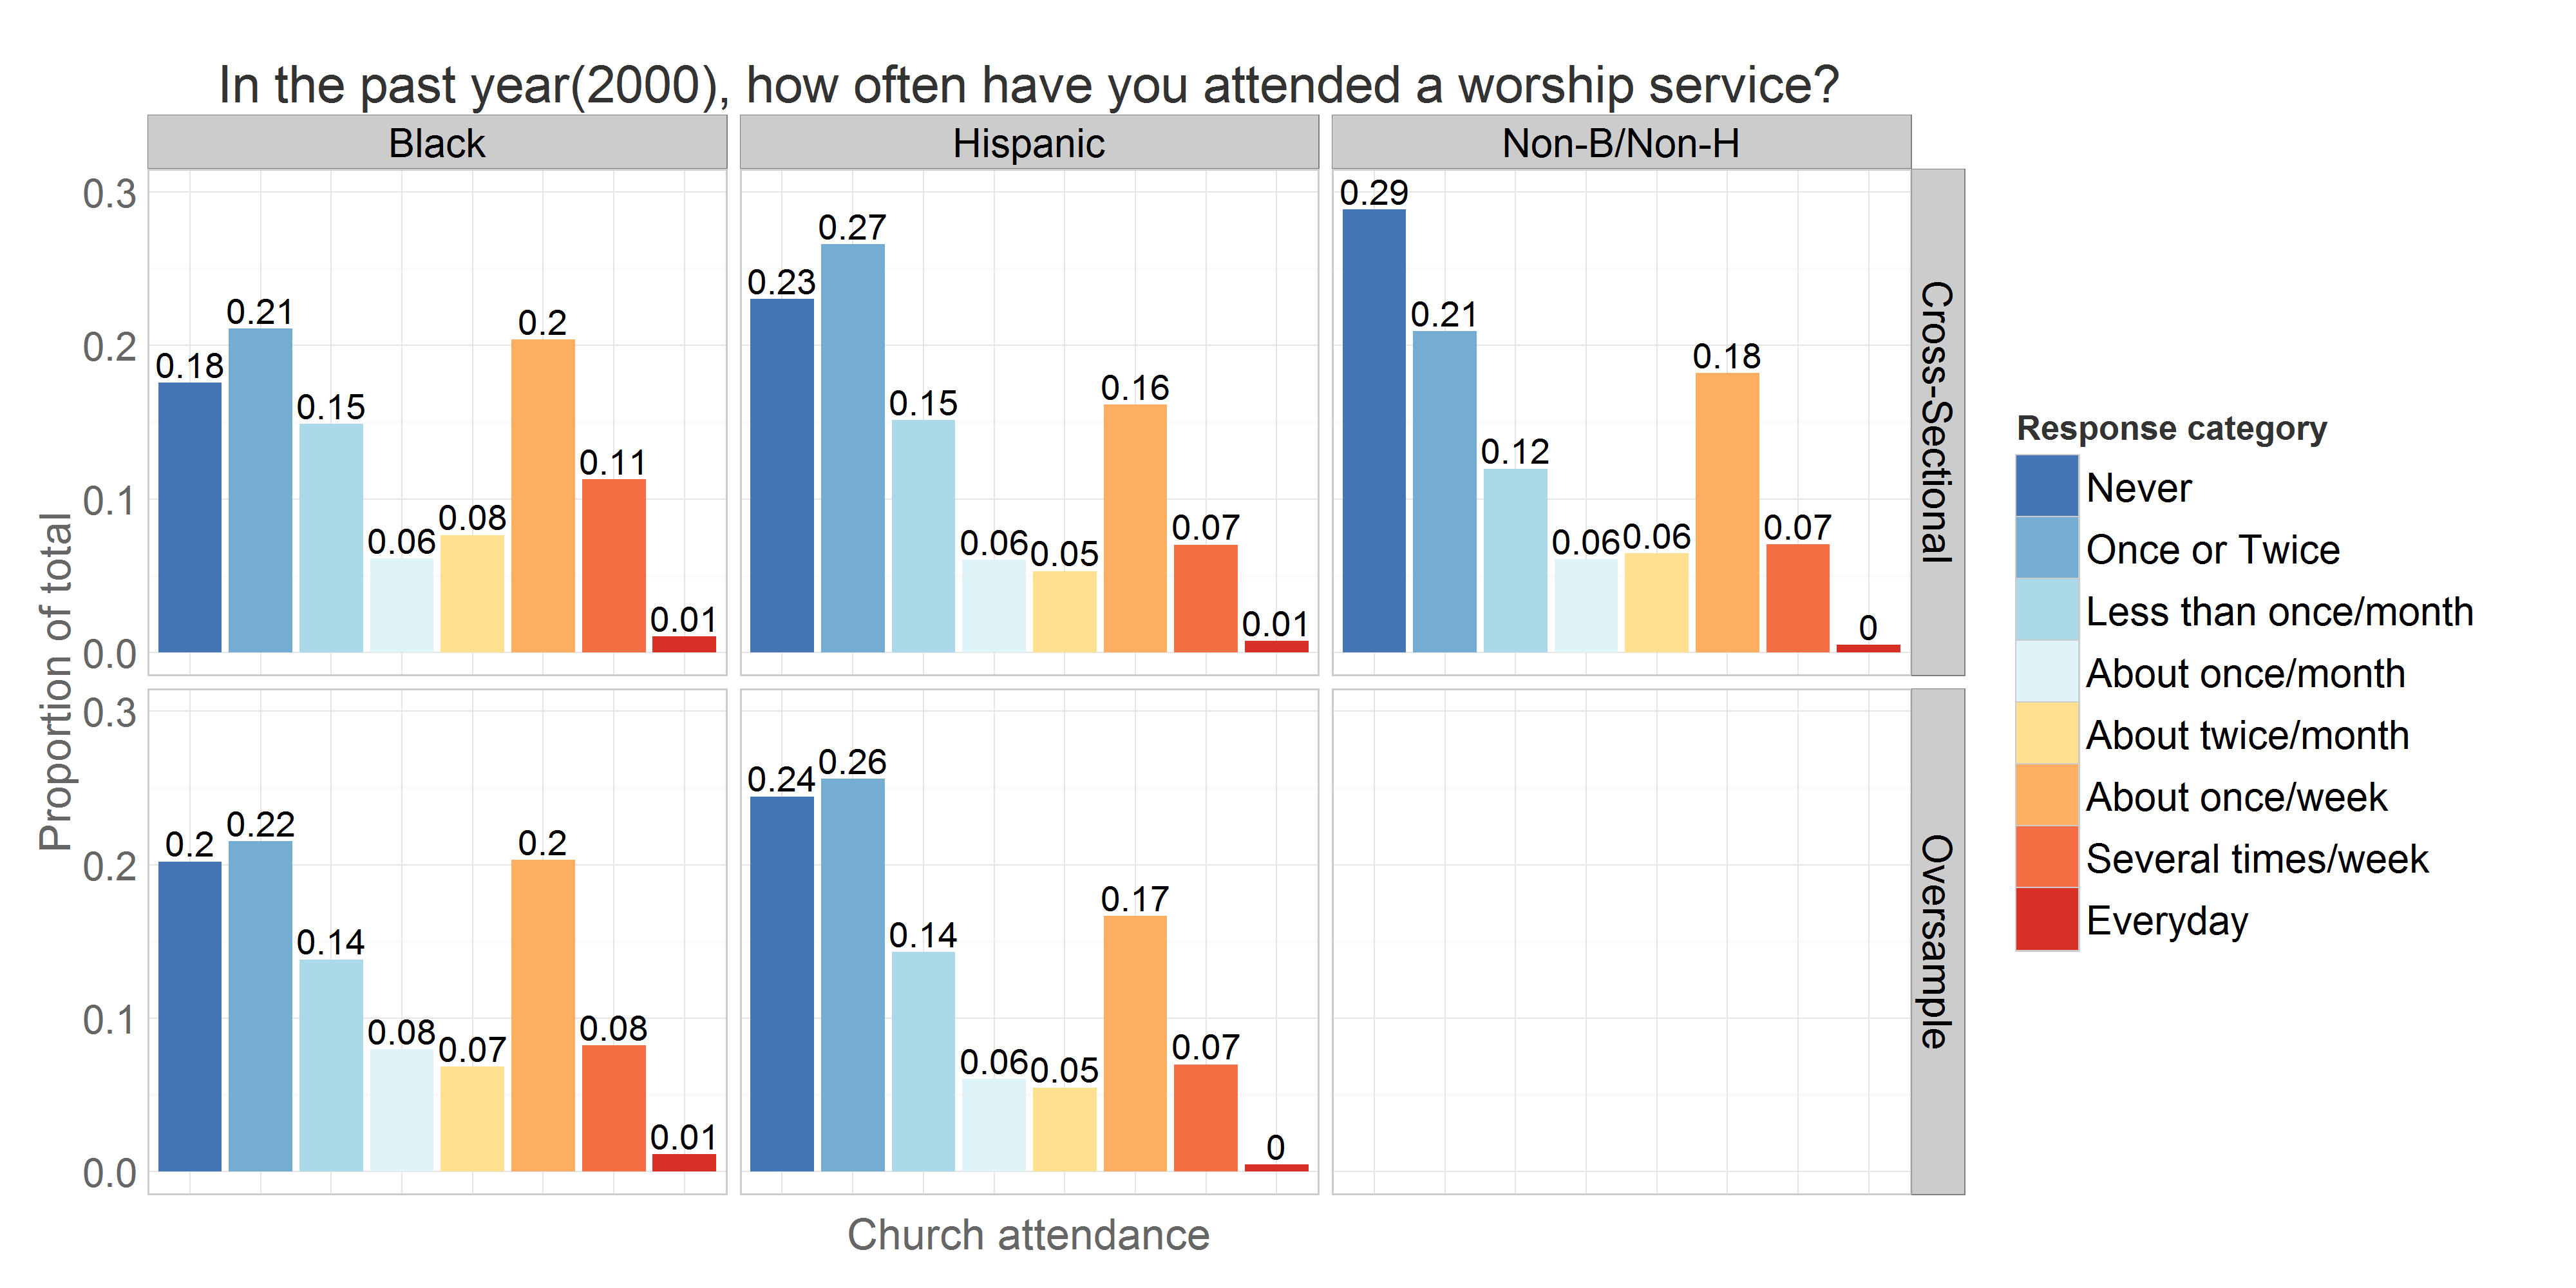 In the past year(2000), how often have you attended a worship service?
Black
Hispanic
Non-B/Non-H
Proportion of total
0.3
0.2
0.1
0.0
0.18
0.21
0.15
0.06
0.08
0.2
0.11
0.01
0.23
0.27
0.15
0.06
0.05
0.16
0.07
0.01
0.29
0.21
0.12
0.06
0.06
0.18
0.07
0
Cross-Sectional
0.3
0.2
0.1
0.0
0.2
0.22
0.14
0.08
0.07
0.2
0.08
0.01
0.24
0.26
0.14
0.06
0.05
0.17
0.07
0
Oversample
Church attendance
Response category
Never
Once or Twice
Less than once/month
About once/month
About twice/month
About once/week
Several times/week
Everyday